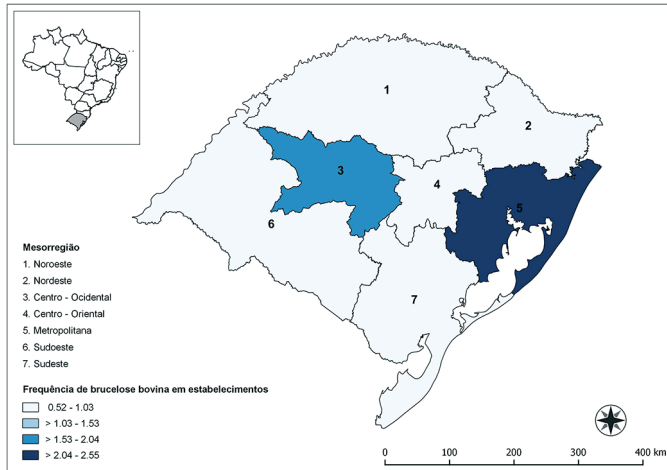 1
2
3
4
5
6
7
Mesorregião
1. Noroeste
2. Nordeste
3. Centro - Ocidental
4. Centro - Oriental
5. Metropolitana
6. Sudoeste
7. Sudeste
Frequência de brucelose bovina em estabelecimentos
0.52 - 1.03
> 1.03 - 1.53
> 1.53 - 2.04
> 2.04 - 2.55
0 100 200 300 400 km